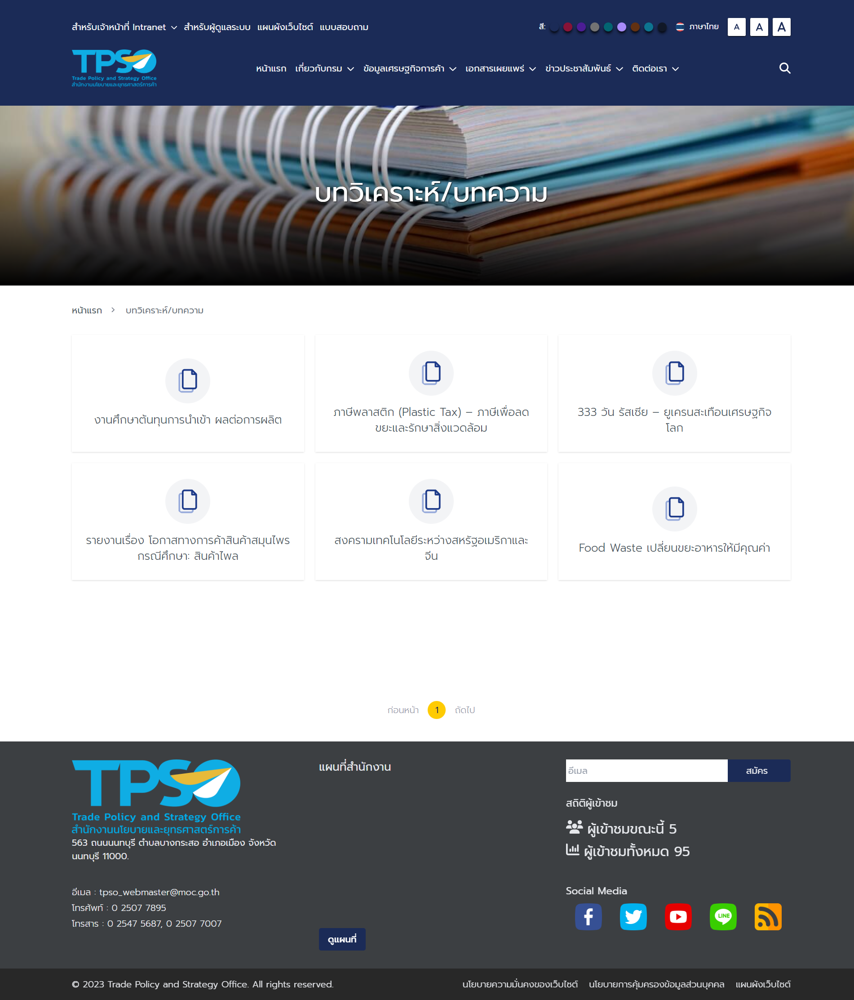 สำหรับเจ้าหน้าที่ Intranet สำหรับผู้ดูแลระบบ แผนผังเว็บไซต์ แบบสอบถาม
สี: ภาษาไทย A A A
TPSO
Trade Policy and Strategy Office
สำนักงานนโยบายและยุทธศาสตร์การค้า
หน้าแรก เกี่ยวกับกรม ข้อมูลเศรษฐกิจการค้า เอกสารเผยแพร่ ข่าวประชาสัมพันธ์ ติดต่อเรา
บทวิเคราะห์/บทความ
หน้าแรก > บทวิเคราะห์/บทความ
งานศึกษาต้นทุนการนำเข้า ผลต่อการผลิต
ภาษีพลาสติก (Plastic Tax) – ภาษีเพื่อลด
ขยะและรักษาสิ่งแวดล้อม
333 วัน รัสเซีย – ยูเครนสะเทือนเศรษฐกิจ
โลก
รายงานเรื่อง โอกาสทางการค้าสินค้าสมุนไพร
กรณีศึกษา: สินค้าไพล
สงครามเทคโนโลยีระหว่างสหรัฐอเมริกาและ
จีน
Food Waste เปลี่ยนขยะอาหารให้มีคุณค่า
ก่อนหน้า 1 ถัดไป
TPSO
Trade Policy and Strategy Office
สำนักงานนโยบายและยุทธศาสตร์การค้า
563 ถนนนนทบุรี ตำบลบางกระสอ อำเภอเมือง จังหวัด
นนทบุรี 11000.
อีเมล : tpso_webmaster@moc.go.th
โทรศัพท์ : 0 2507 7895
โทรสาร : 0 2547 5687, 0 2507 7007
แผนที่สำนักงาน
ดูแผนที่
อีเมล สมัคร
สถิติผู้เข้าชม
ผู้เข้าชมขณะนี้ 5
ผู้เข้าชมทั้งหมด 95
Social Media
LINE
© 2023 Trade Policy and Strategy Office. All rights reserved.
นโยบายความมั่นคงของเว็บไซต์ นโยบายการคุ้มครองข้อมูลส่วนบุคคล แผนผังเว็บไซต์